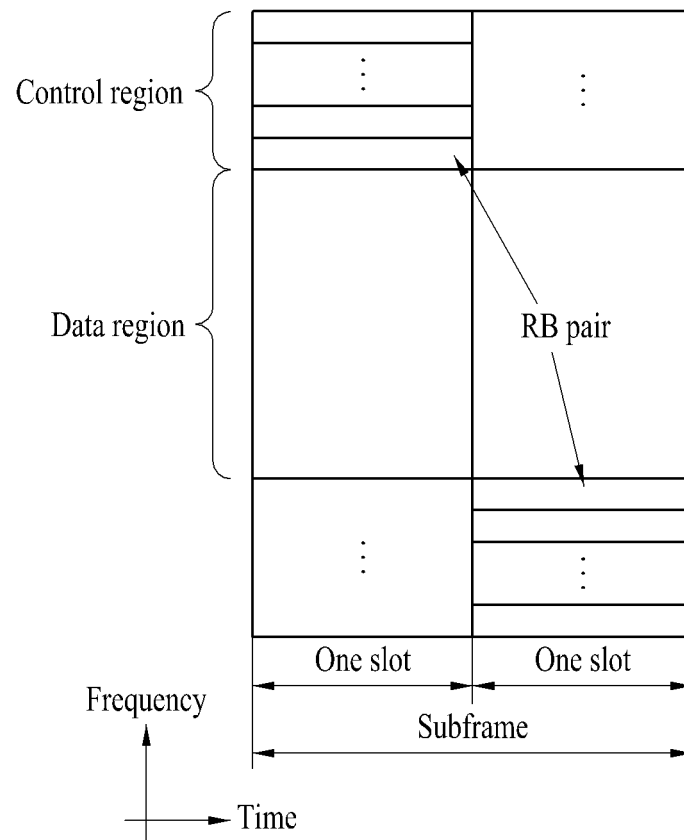 Control region
Data region
RB pair
One slot
One slot
Subframe
Frequency
Time